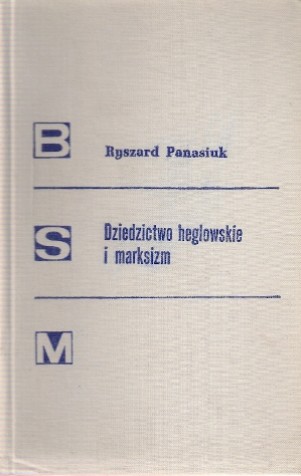 B
Ryszard Panasiuk
S
Dziedzictwo heglowskie
i marksizm
M